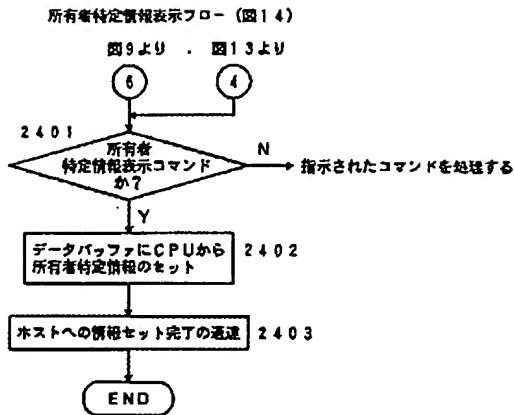 所有者特定情報表示フロー (図14)
図9より . 図13より
6 4
2401
所有者
特定情報表示コマンド
か?
N
指示されたコマンドを処理する
Y
データバッファにCPUから
所有者特定情報のセット
2402
ホストへの情報セット完了の通達
2403
END